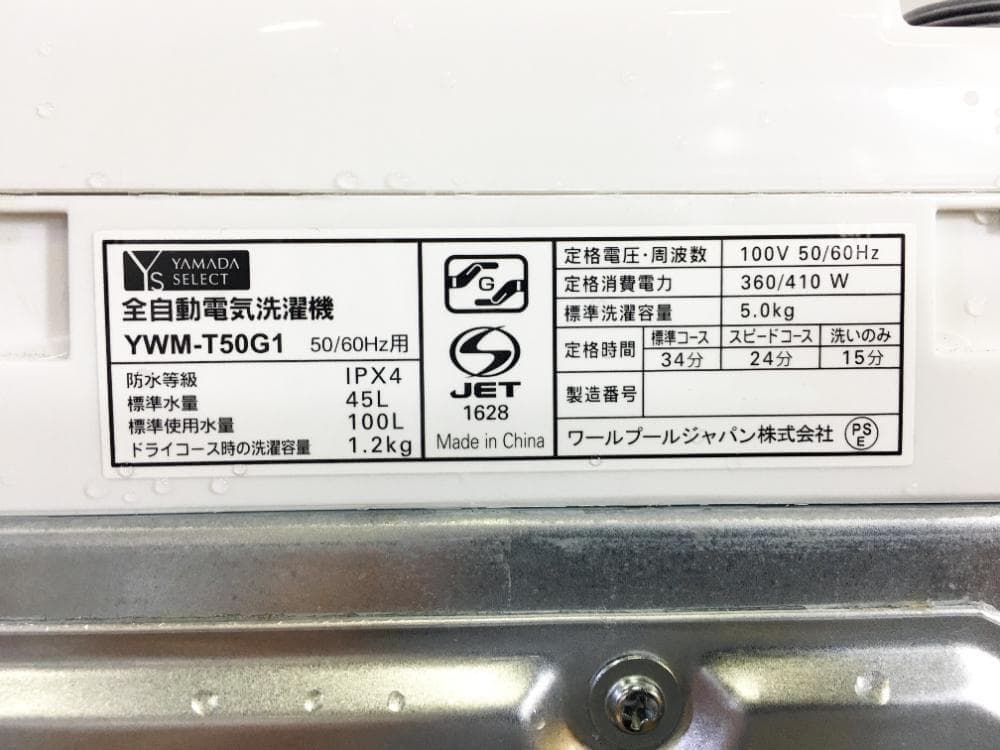 YS YAMADA
SELECT
全自動電気洗濯機
YWM-T50G1 50/60Hz用
防水等級 IPX4
標準水量 45L
標準使用水量 100L
ドライコース時の洗濯容量 1.2kg
G
S
JET
1628
Made in China
定格電圧・周波数 100V 50/60Hz
定格消費電力 360/410 W
標準洗濯容量 5.0kg
定格時間 標準コース スピードコース 洗いのみ
34分 24分 15分
製造番号
ワールプールジャパン株式会社 PSE